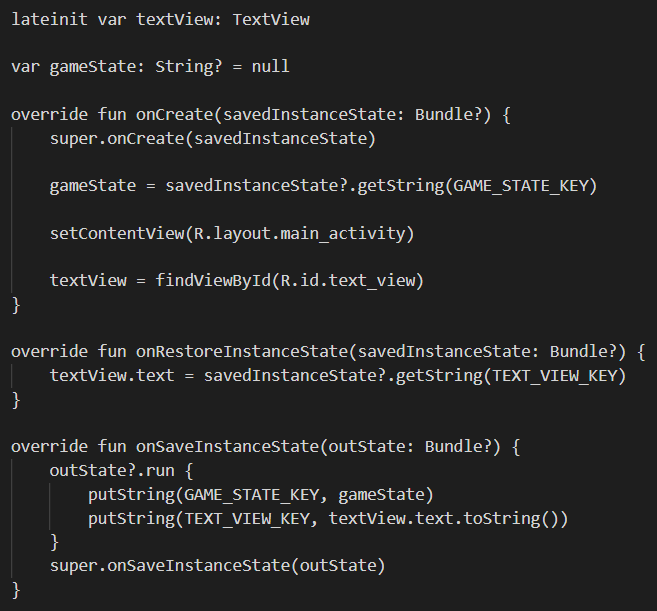 lateinit var textView: TextView
var gameState: String? = null
override fun onCreate(savedInstanceState: Bundle?) {
super.onCreate(savedInstanceState)
gameState = savedInstanceState?.getString(GAME_STATE_KEY)
setContentView(R.layout.main_activity)
textView = findViewById(R.id.text_view)
}
override fun onRestoreInstanceState(savedInstanceState: Bundle?) {
textView.text = savedInstanceState?.getString(TEXT_VIEW_KEY)
}
override fun onSaveInstanceState(outState: Bundle?) {
outState?.run {
putString(GAME_STATE_KEY, gameState)
putString(TEXT_VIEW_KEY, textView.text.toString())
}
super.onSaveInstanceState(outState)
}